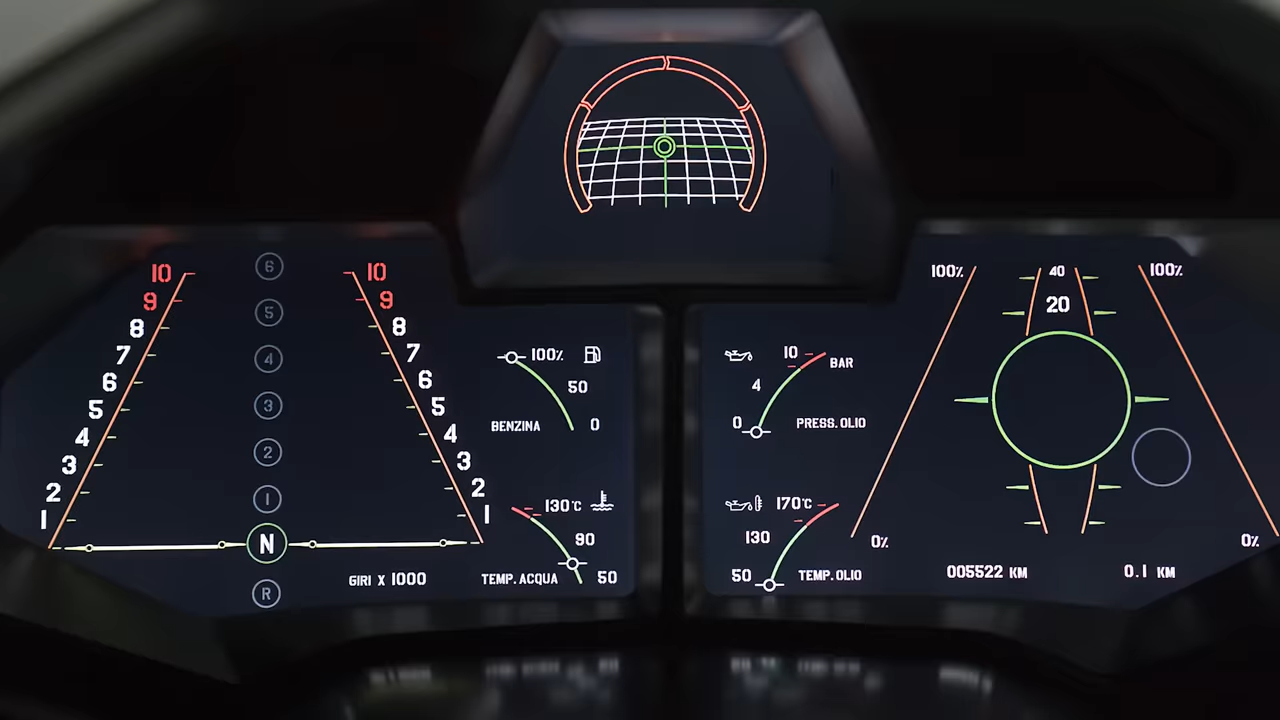 10 6 10
9 5 9
8 8
7 4 7
6 6
5 3 5
4 2 4
3 3
2 1 2
1 N 1
GIRI X 1000
R
100%
50
BENZINA 0
130°C
90
TEMP. ACQUA 50
10 BAR
4
0 PRESS. OLIO
170°C
130
50 TEMP. OLIO
100% 40 100%
20
0% 0%
005522 KM 0.1 KM